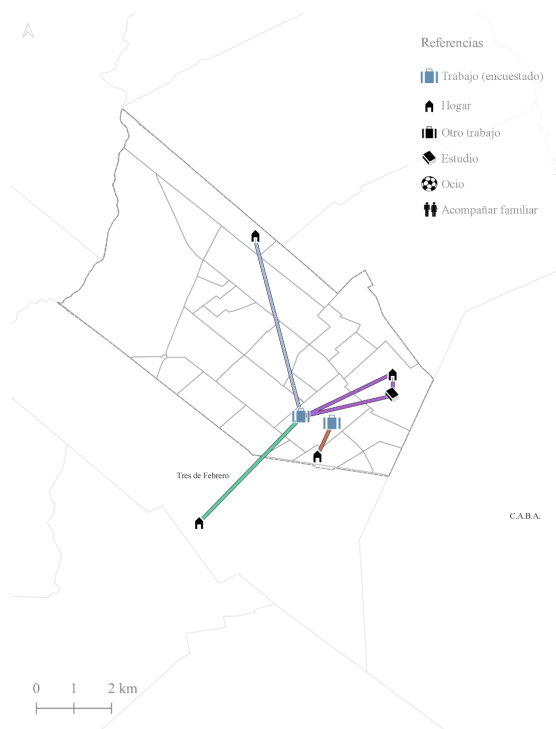 Referencias
Trabajo (encuestado)
Hogar
Otro trabajo
Estudio
Ocio
Acompañar familiar
Tres de Febrero
C.A.B.A.
0 1 2 km